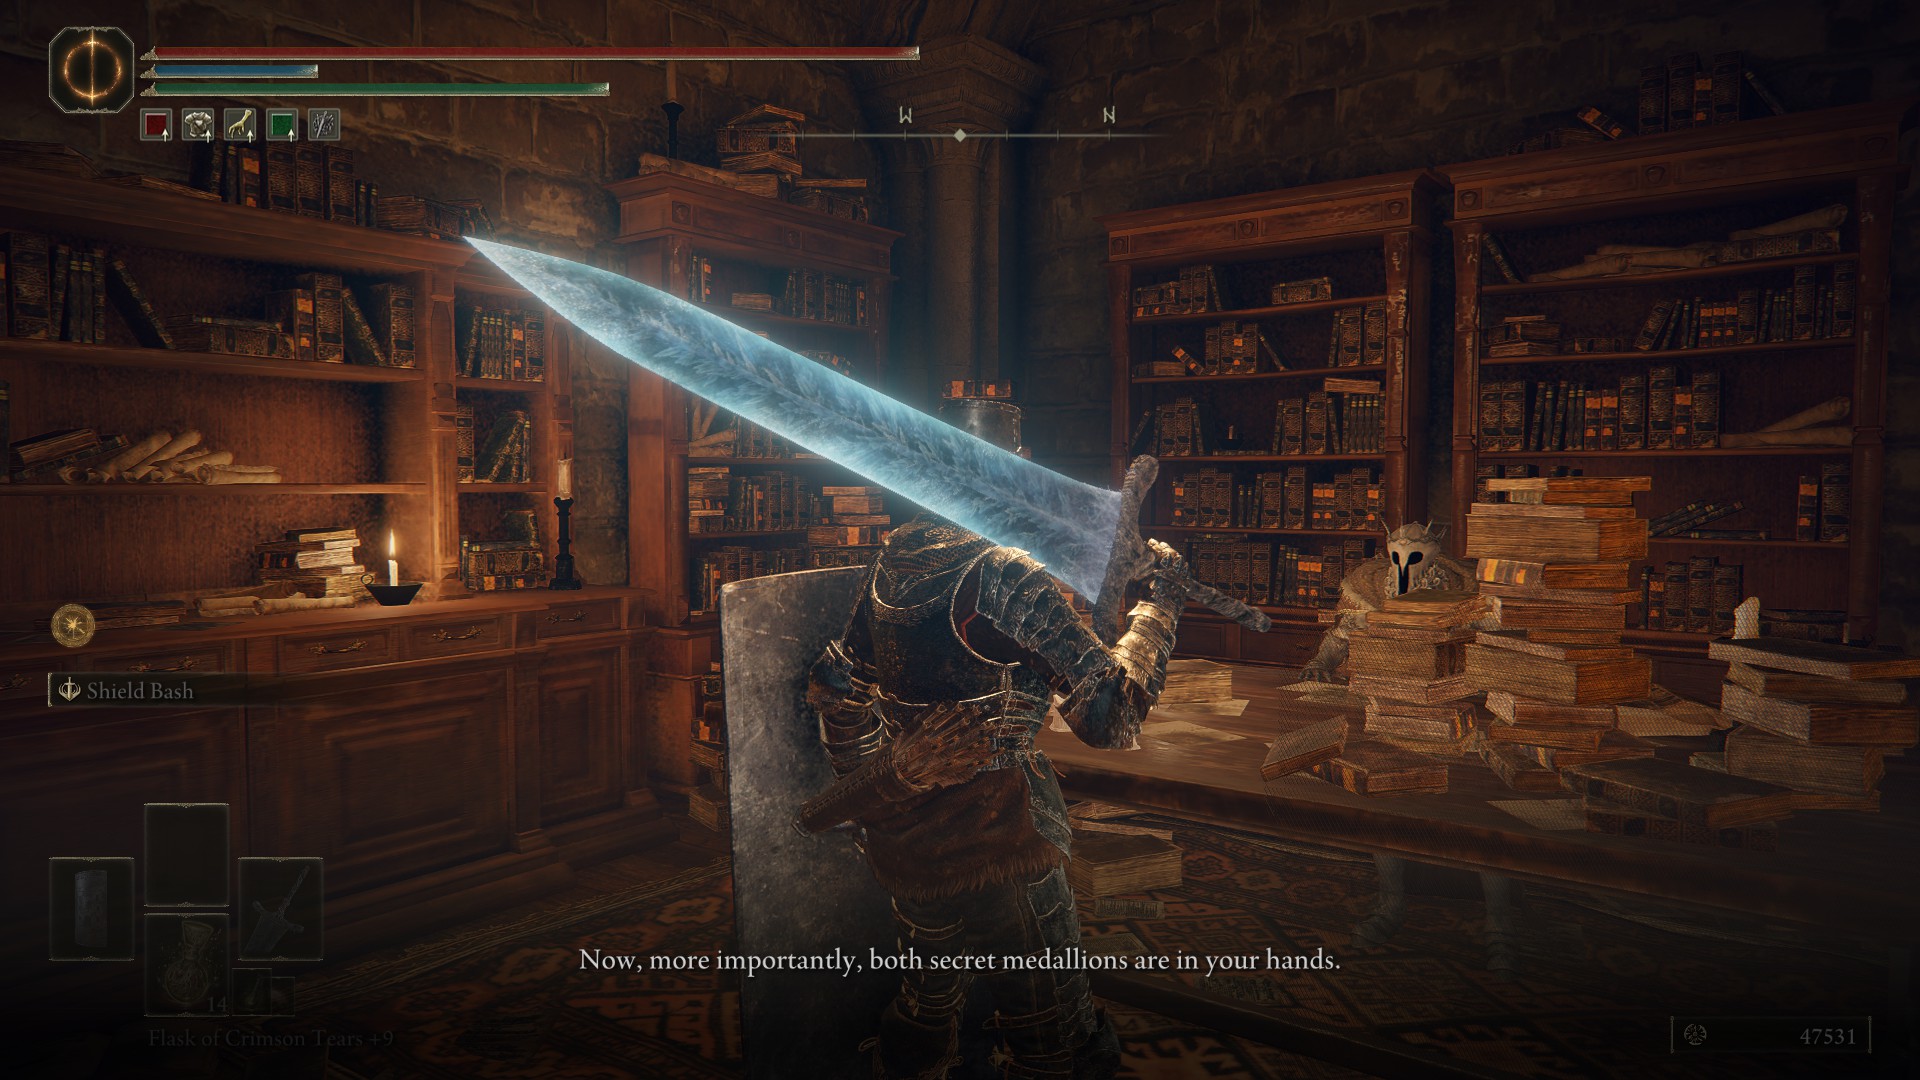 W
N
Shield Bash
Now, more importantly, both secret medallions are in your hands.
14
Flask of Crimson Tears +9
47531